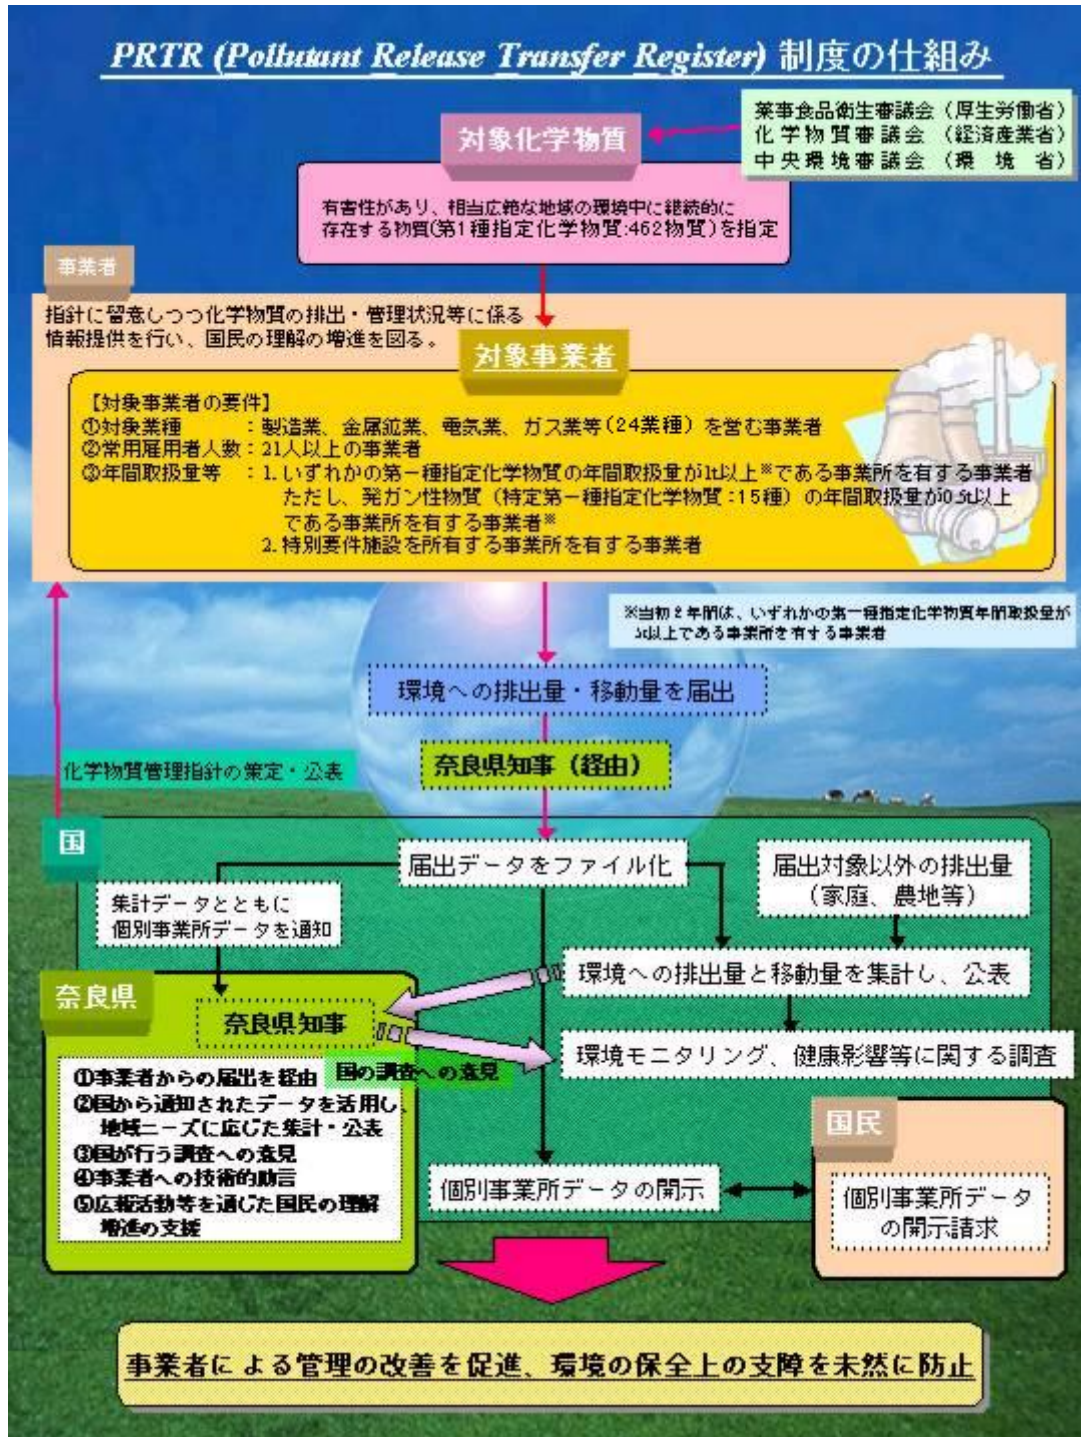 PRTR (Pollutant Release Transfer Register) 制度の仕組み
薬事食品衛生審議会（厚生労働省）
化学物質審議会（経済産業省）
中央環境審議会（環境省）
対象化学物質
有害性があり、相当広範な地域の環境中に継続的に
存在する物質(第1種指定化学物質:462物質)を指定
事業者
指針に留意しつつ化学物質の排出・管理状況等に係る
情報提供を行い、国民の理解の増進を図る。
対象事業者
【対象事業者の要件】
①対象業種　　　：製造業、金属鉱業、電気業、ガス業等(24業種）を営む事業者
②常用雇用者人数：21人以上の事業者
③年間取扱量等　：1. いずれかの第一種指定化学物質の年間取扱量が1t以上※である事業所を有する事業者
ただし、発ガン性物質（特定第一種指定化学物質：15種）の年間取扱量が0.5t以上
である事業所を有する事業者※
2. 特別要件施設を所有する事業所を有する事業者
※当初２年間は、いずれかの第一種指定化学物質年間取扱量が
5t以上である事業所を有する事業者
環境への排出量・移動量を届出
奈良県知事（経由）
化学物質管理指針の策定・公表
国
届出データをファイル化
届出対象以外の排出量
（家庭、農地等）
集計データとともに
個別事業所データを通知
環境への排出量と移動量を集計し、公表
奈良県
奈良県知事
環境モニタリング、健康影響等に関する調査
国の調査への意見
①事業者からの届出を経由
②国から通知されたデータを活用し、
地域ニーズに応じた集計・公表
③国が行う調査への意見
④事業者への技術的助言
⑤広報活動等を通じた国民の理解
増進の支援
国民
個別事業所データの開示
個別事業所データ
の開示請求
事業者による管理の改善を促進、環境の保全上の支障を未然に防止